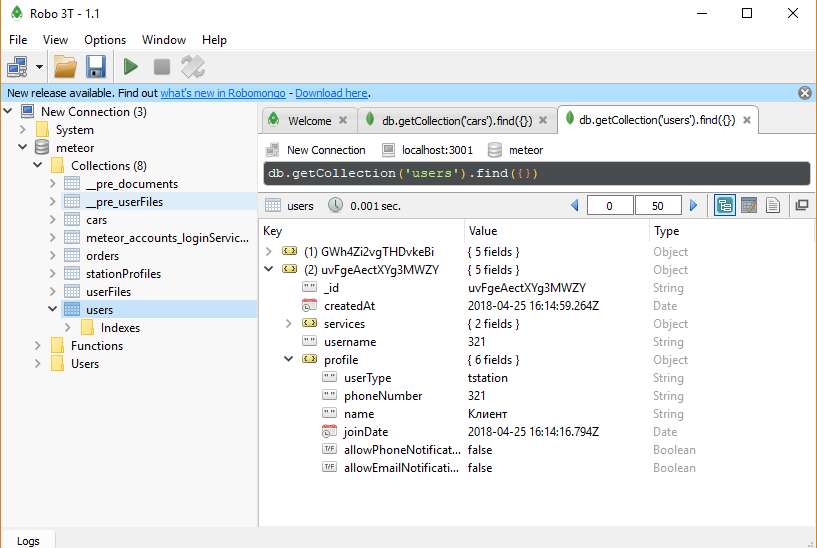 Robo 3T - 1.1
File View Options Window Help
New release available. Find out what's new in Robomongo - Download here.
New Connection (3)
System
meteor
Collections (8)
__pre_documents
__pre_userFiles
cars
meteor_accounts_loginServic...
orders
stationProfiles
userFiles
users
Indexes
Functions
Users
Welcome db.getCollection('cars').find({}) db.getCollection('users').find({})
New Connection localhost:3001 meteor
db.getCollection('users').find({})
users 0.001 sec. 0 50
Key Value Type
(1) GWh4Zi2vgTHDvkeBi { 5 fields } Object
(2) uvFgeAectXYg3MWZY { 5 fields } Object
" " _id uvFgeAectXYg3MWZY String
createdAt 2018-04-25 16:14:59.264Z Date
services { 2 fields } Object
" " username 321 String
profile { 6 fields } Object
" " userType tstation String
" " phoneNumber 321 String
" " name Клиент String
joinDate 2018-04-25 16:14:16.794Z Date
T/F allowPhoneNotificat... false Boolean
T/F allowEmailNotificati... false Boolean
Logs